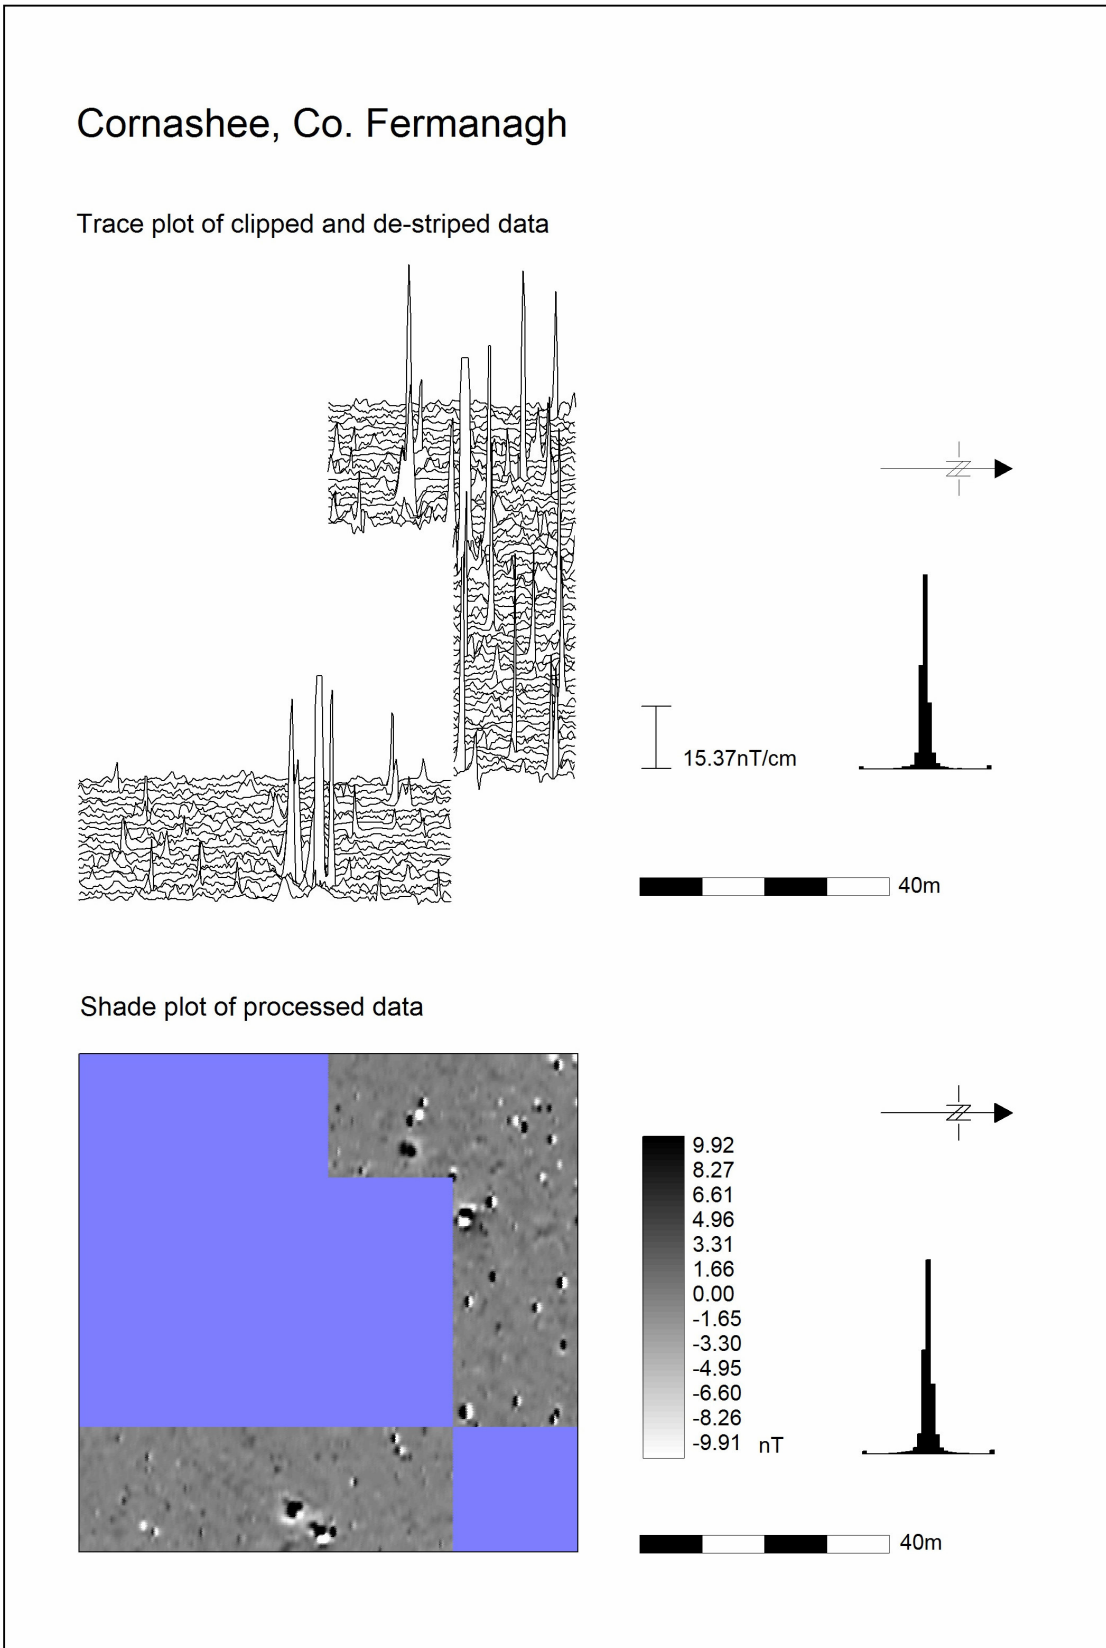 Cornashee, Co. Fermanagh
Trace plot of clipped and de-striped data
15.37nT/cm
40m
Shade plot of processed data
9.92
8.27
6.61
4.96
3.31
1.66
0.00
-1.65
-3.30
-4.95
-6.60
-8.26
-9.91 nT
40m